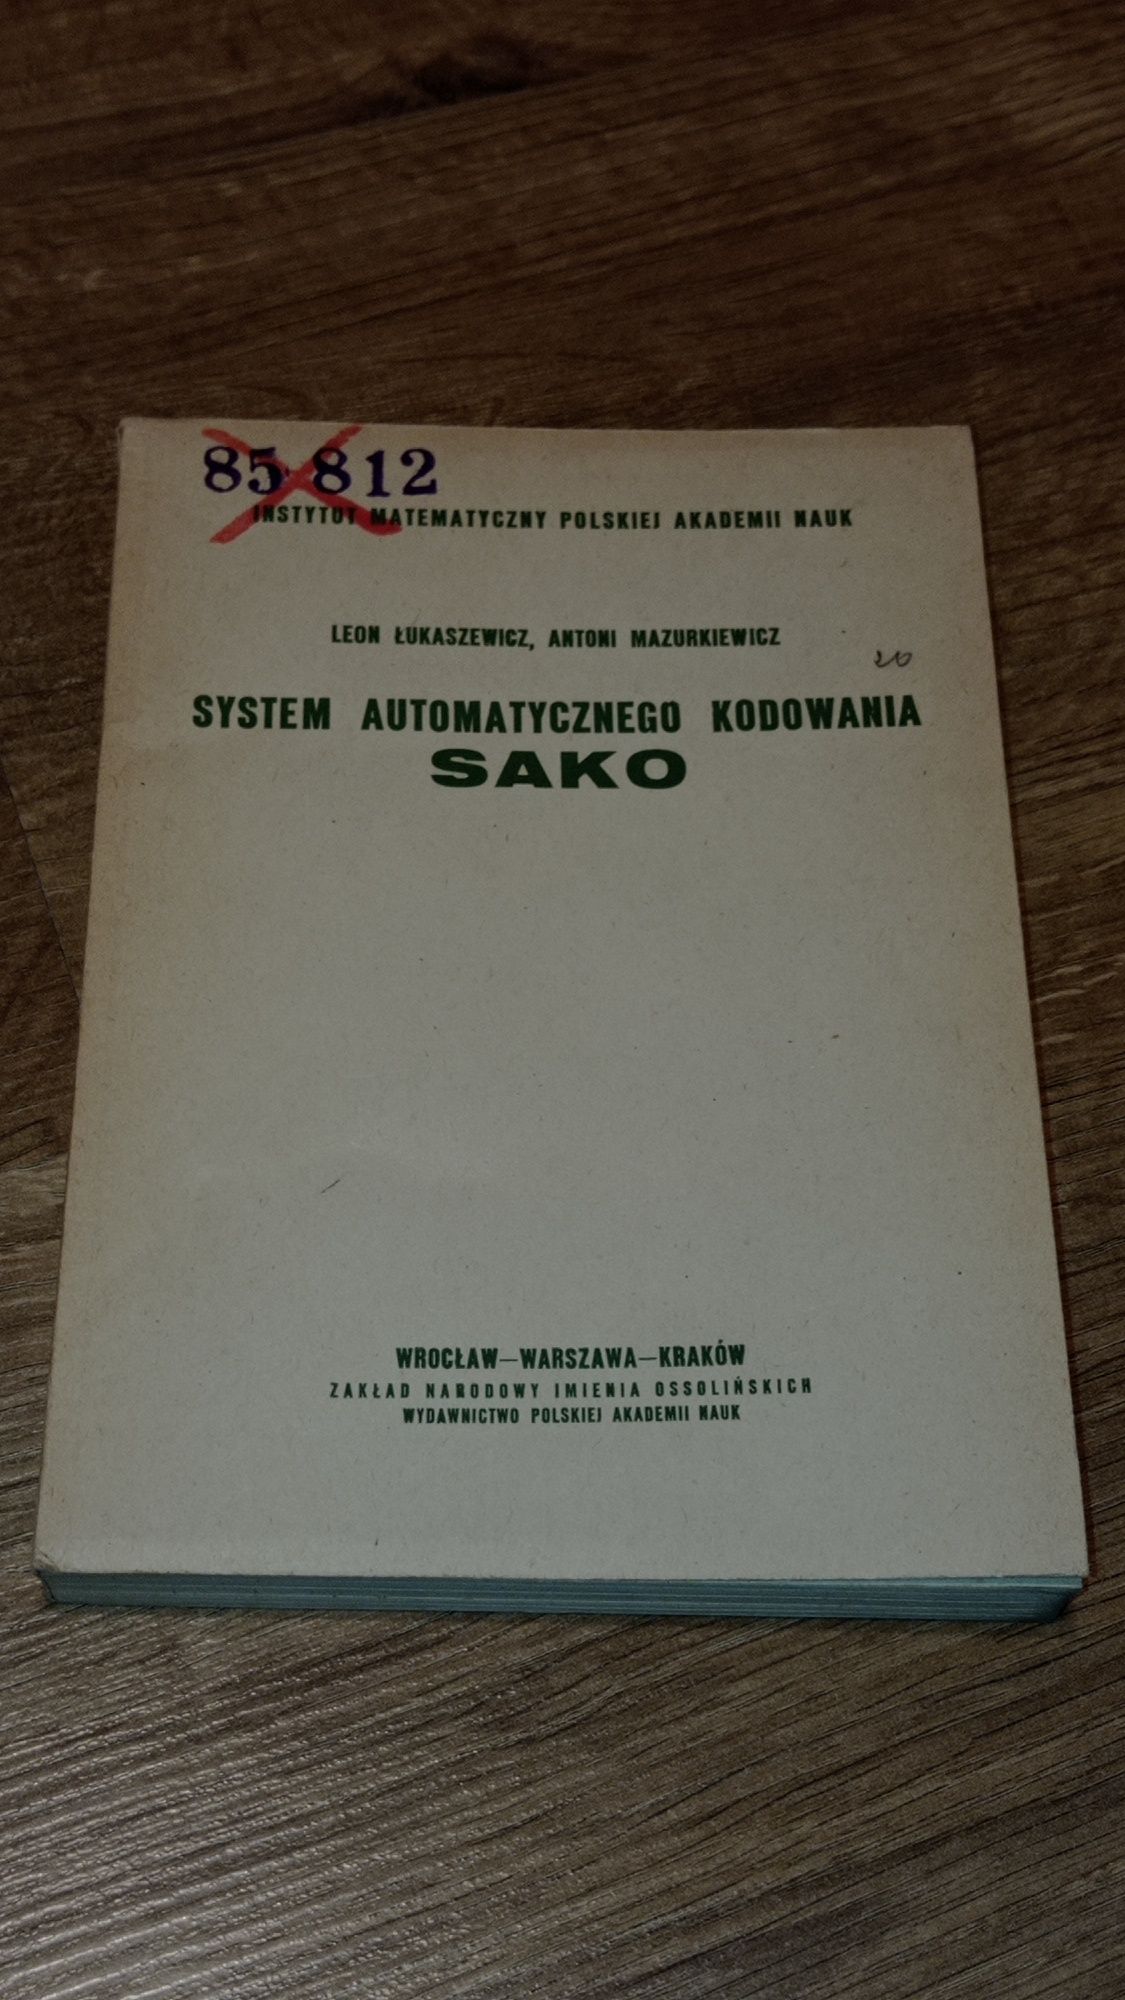 85 812
INSTYTUT MATEMATYCZNY POLSKIEJ AKADEMII NAUK
LEON ŁUKASZEWICZ, ANTONI MAZURKIEWICZ
20
SYSTEM AUTOMATYCZNEGO KODOWANIA
SAKO
WROCŁAW—WARSZAWA—KRAKÓW
ZAKŁAD NARODOWY IMIENIA OSSOLIŃSKICH
WYDAWNICTWO POLSKIEJ AKADEMII NAUK